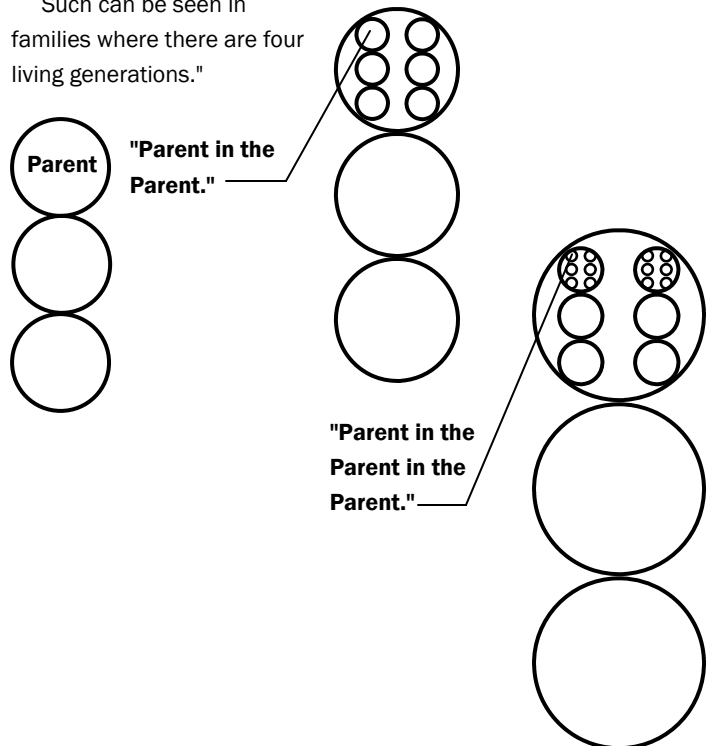 Such can be seen in
families where there are four
living generations."
Parent
"Parent in the
Parent."
"Parent in the
Parent in the
Parent."